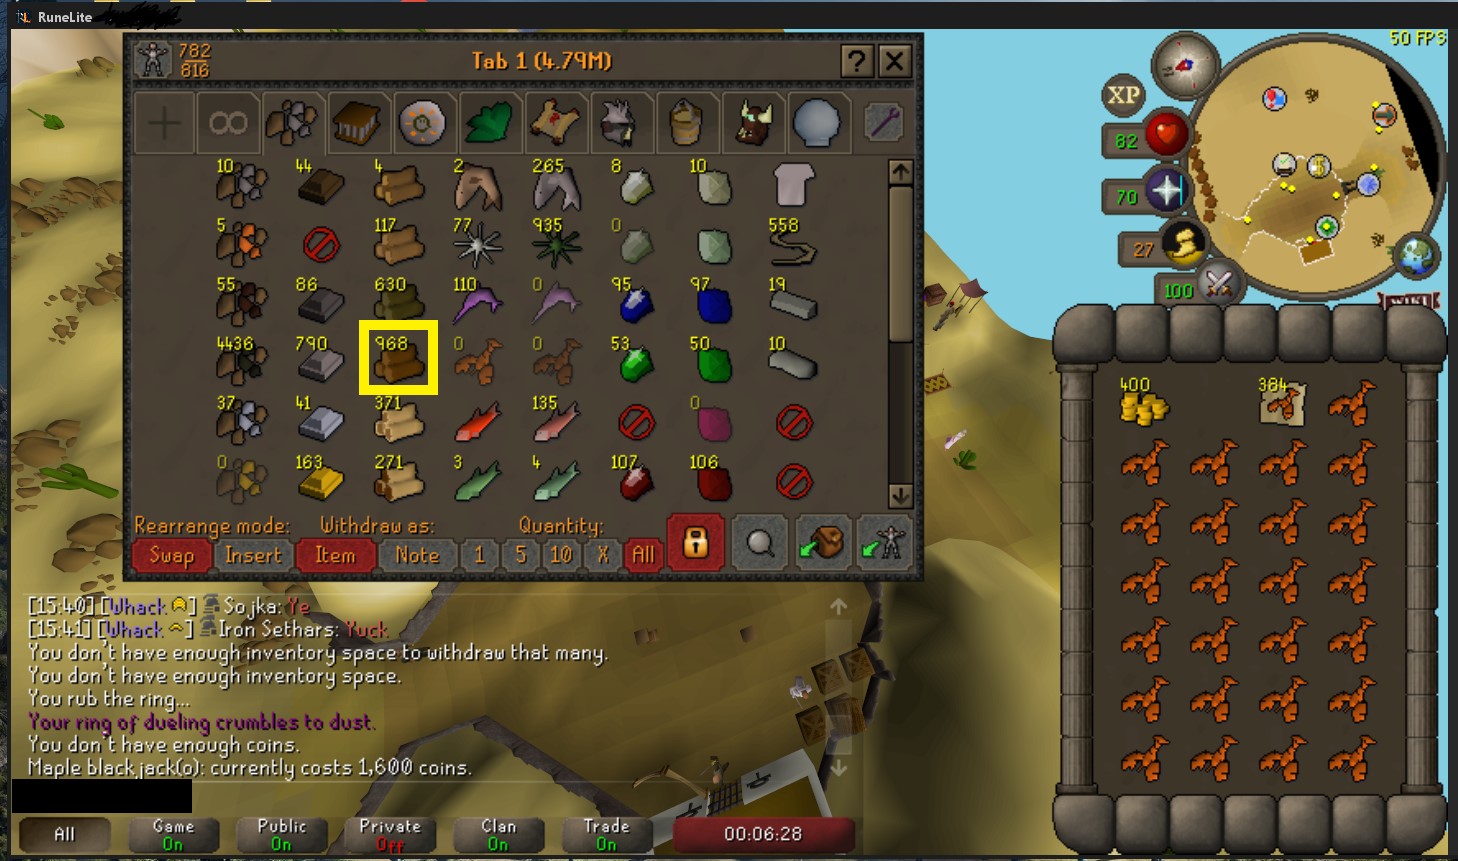 RuneLite
50 FPS
782
816
Tab 1 (4.79M)
?
XP
82
70
27
100
WIKI
10 44 4 2 265 8 10
5 117 77 935 0 558
55 86 630 110 0 95 97 19
4436 790 968 0 0 53 50 10
37 41 371 135 0
0 163 271 3 4 107 106
400 384
Rearrange mode: Withdraw as: Quantity:
Swap Insert Item Note 1 5 10 X All
[15:40] [Whack ] Sojka: Ye
[15:41] [Whack ] Iron Sethars: Yuck
You don't have enough inventory space to withdraw that many.
You don't have enough inventory space.
You rub the ring...
Your ring of dueling crumbles to dust.
You don't have enough coins.
Maple blackjack(o): currently costs 1,600 coins.
All
Game
On
Public
On
Private
Off
Clan
On
Trade
On
00:06:28